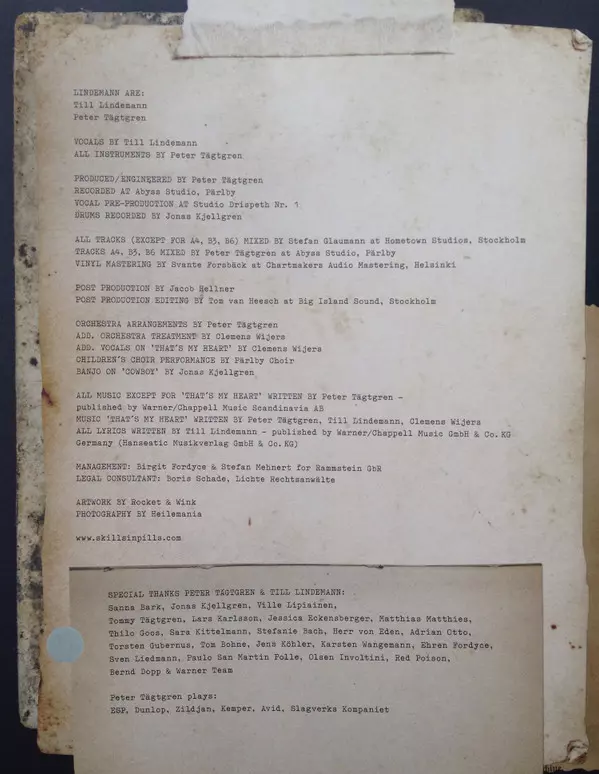 LINDEMANN ARE:
Till Lindemann
Peter Tägtgren
VOCALS BY Till Lindemann
ALL INSTRUMENTS BY Peter Tägtgren
PRODUCED/ENGINEERED BY Peter Tägtgren
RECORDED AT Abyss Studio, Pärlby
VOCAL PRE-PRODUCTION AT Studio Drispeth Nr. 1
DRUMS RECORDED BY Jonas Kjellgren
ALL TRACKS (EXCEPT FOR A4, B3, B6) MIXED BY Stefan Glaumann at Hometown Studios, Stockholm
TRACKS A4, B3, B6 MIXED BY Peter Tägtgren at Abyss Studio, Pärlby
VINYL MASTERING BY Svante Forsbäck at Chartmakers Audio Mastering, Helsinki
POST PRODUCTION BY Jacob Hellner
POST PRODUCTION EDITING BY Tom van Heesch at Big Island Sound, Stockholm
ORCHESTRA ARRANGEMENTS BY Peter Tägtgren
ADD. ORCHESTRA TREATMENT BY Clemens Wijers
ADD. VOCALS ON 'THAT'S MY HEART' BY Clemens Wijers
CHILDREN'S CHOIR PERFORMANCE BY Pärlby Choir
BANJO ON 'COWBOY' BY Jonas Kjellgren
ALL MUSIC EXCEPT FOR 'THAT'S MY HEART' WRITTEN BY Peter Tägtgren –
published by Warner/Chappell Music Scandinavia AB
MUSIC 'THAT'S MY HEART' WRITTEN BY Peter Tägtgren, Till Lindemann, Clemens Wijers
ALL LYRICS WRITTEN BY Till Lindemann – published by Warner/Chappell Music GmbH & Co. KG
Germany (Hanseatic Musikverlag GmbH & Co. KG)
MANAGEMENT: Birgit Fordyce & Stefan Mehnert for Rammstein GbR
LEGAL CONSULTANT: Boris Schade, Lichte Rechtsanwälte
ARTWORK BY Rocket & Wink
PHOTOGRAPHY BY Heilemania
www.skillsinpills.com
SPECIAL THANKS PETER TÄGTGREN & TILL LINDEMANN:
Sanna Bark, Jonas Kjellgren, Ville Lipiainen,
Tommy Tägtgren, Lars Karlsson, Jessica Eckensberger, Matthias Matthies,
Thilo Goos, Sara Kittelmann, Stefanie Bach, Herr von Eden, Adrian Otto,
Torsten Gubernus, Tom Bohne, Jens Köhler, Karsten Wangemann, Ehren Fordyce,
Sven Liedmann, Paulo San Martin Polle, Olsen Involtini, Red Poison,
Bernd Dopp & Warner Team
Peter Tägtgren plays:
ESP, Dunlop, Zildjan, Kemper, Avid, Slagverks Kompaniet